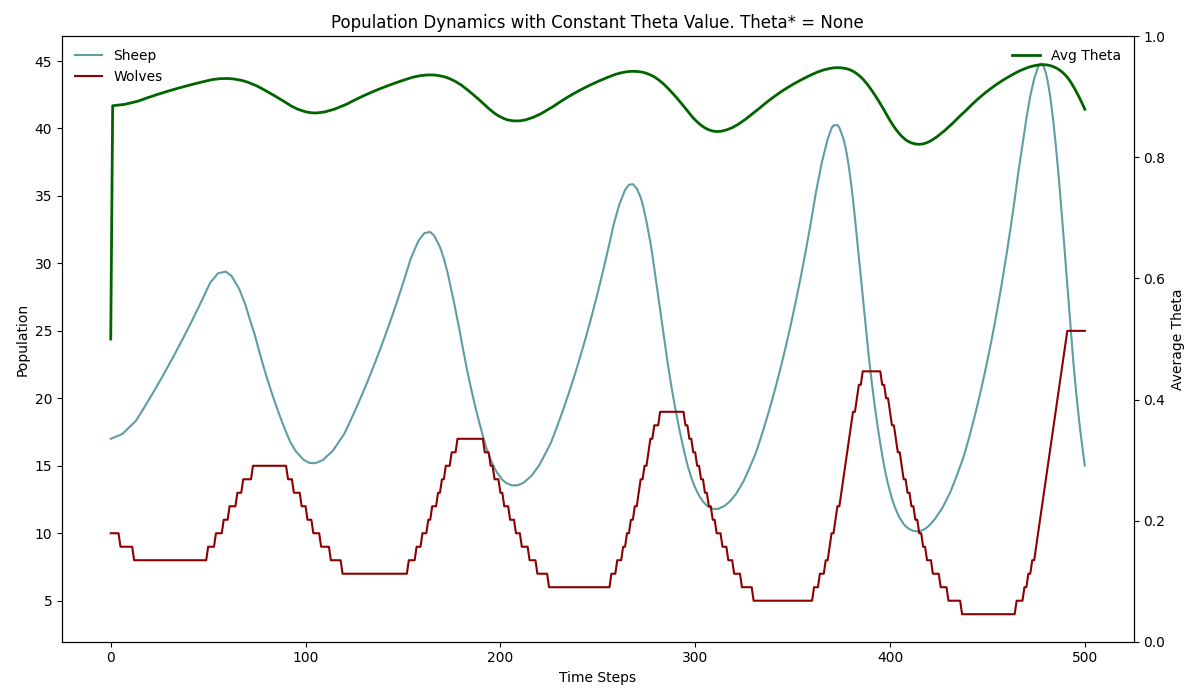 Population Dynamics with Constant Theta Value. Theta* = None
Sheep
Wolves
Avg Theta
Population
45
40
35
30
25
20
15
10
5
1.0
0.8
0.6
0.4
0.2
0.0
Average Theta
0 100 200 300 400 500
Time Steps